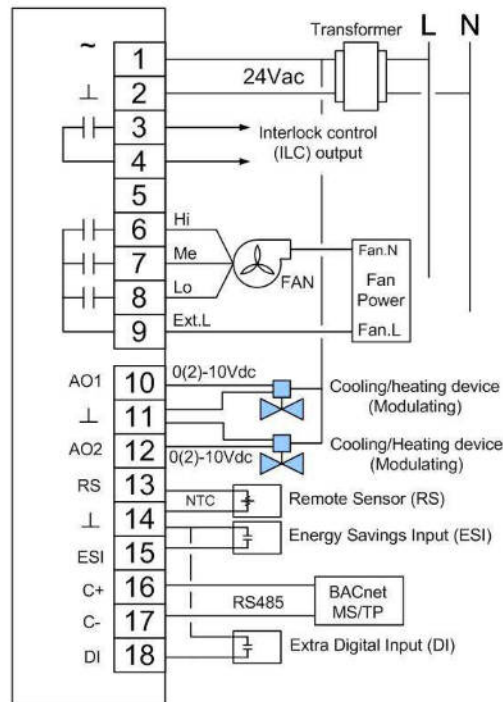 Transformer
L N
~ 1
24Vac
⊥ 2
3
Interlock control
(ILC) output
4
5
6 Hi
7 Me
8 Lo
FAN
Fan.N
Fan
Power
Fan.L
9 Ext.L
AO1 10 0(2)-10Vdc
Cooling/heating device
(Modulating)
⊥ 11
AO2 12 0(2)-10Vdc
Cooling/Heating device
(Modulating)
RS 13
NTC
Remote Sensor (RS)
⊥ 14
Energy Savings Input (ESI)
ESI 15
C+ 16
RS485
BACnet
MS/TP
C- 17
DI 18
Extra Digital Input (DI)